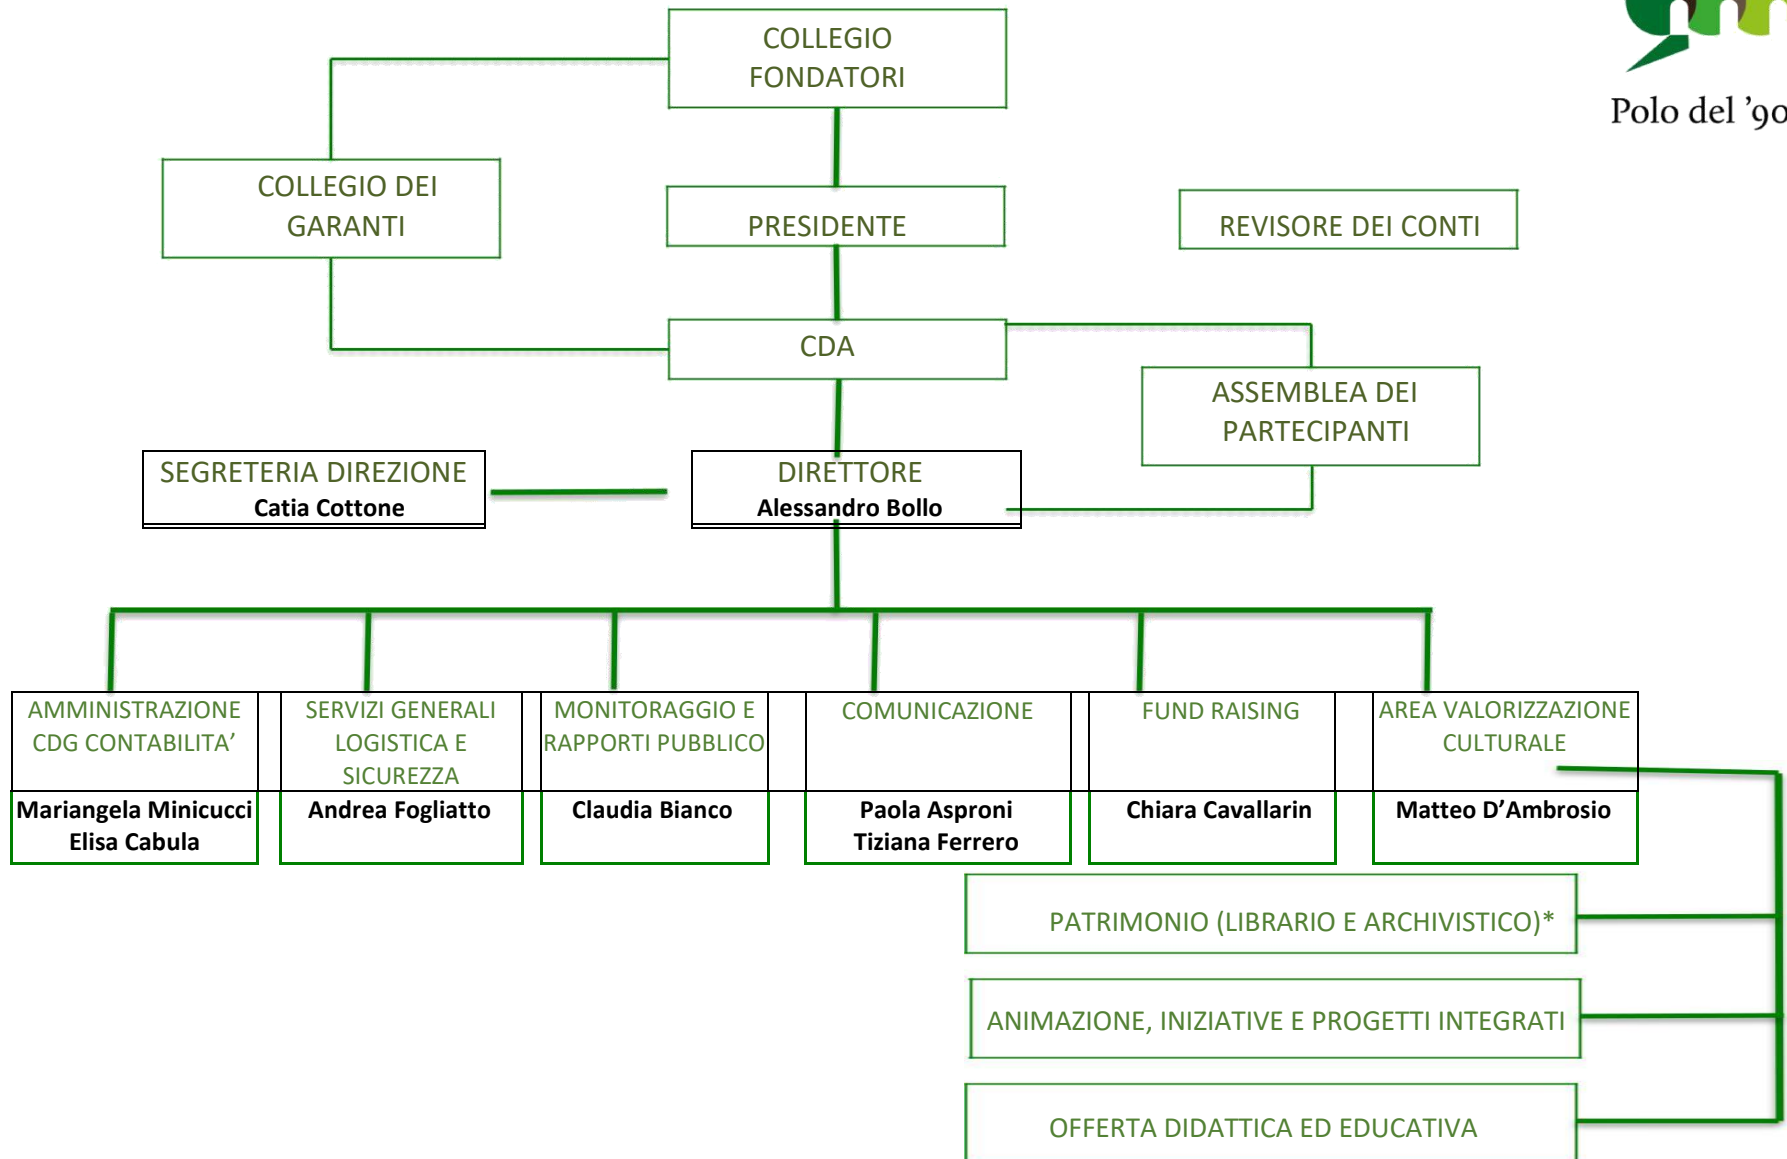 COLLEGIO
FONDATORI
Polo del '90
COLLEGIO DEI
GARANTI
PRESIDENTE
REVISORE DEI CONTI
CDA
ASSEMBLEA DEI
PARTECIPANTI
SEGRETERIA DIREZIONE
Catia Cottone
DIRETTORE
Alessandro Bollo
AMMINISTRAZIONE
CDG CONTABILITA’
SERVIZI GENERALI
LOGISTICA E
SICUREZZA
MONITORAGGIO E
RAPPORTI PUBBLICO
COMUNICAZIONE
FUND RAISING
AREA VALORIZZAZIONE
CULTURALE
Mariangela Minicucci
Elisa Cabula
Andrea Fogliatto
Claudia Bianco
Paola Asproni
Tiziana Ferrero
Chiara Cavallarin
Matteo D’Ambrosio
PATRIMONIO (LIBRARIO E ARCHIVISTICO)*
ANIMAZIONE, INIZIATIVE E PROGETTI INTEGRATI
OFFERTA DIDATTICA ED EDUCATIVA